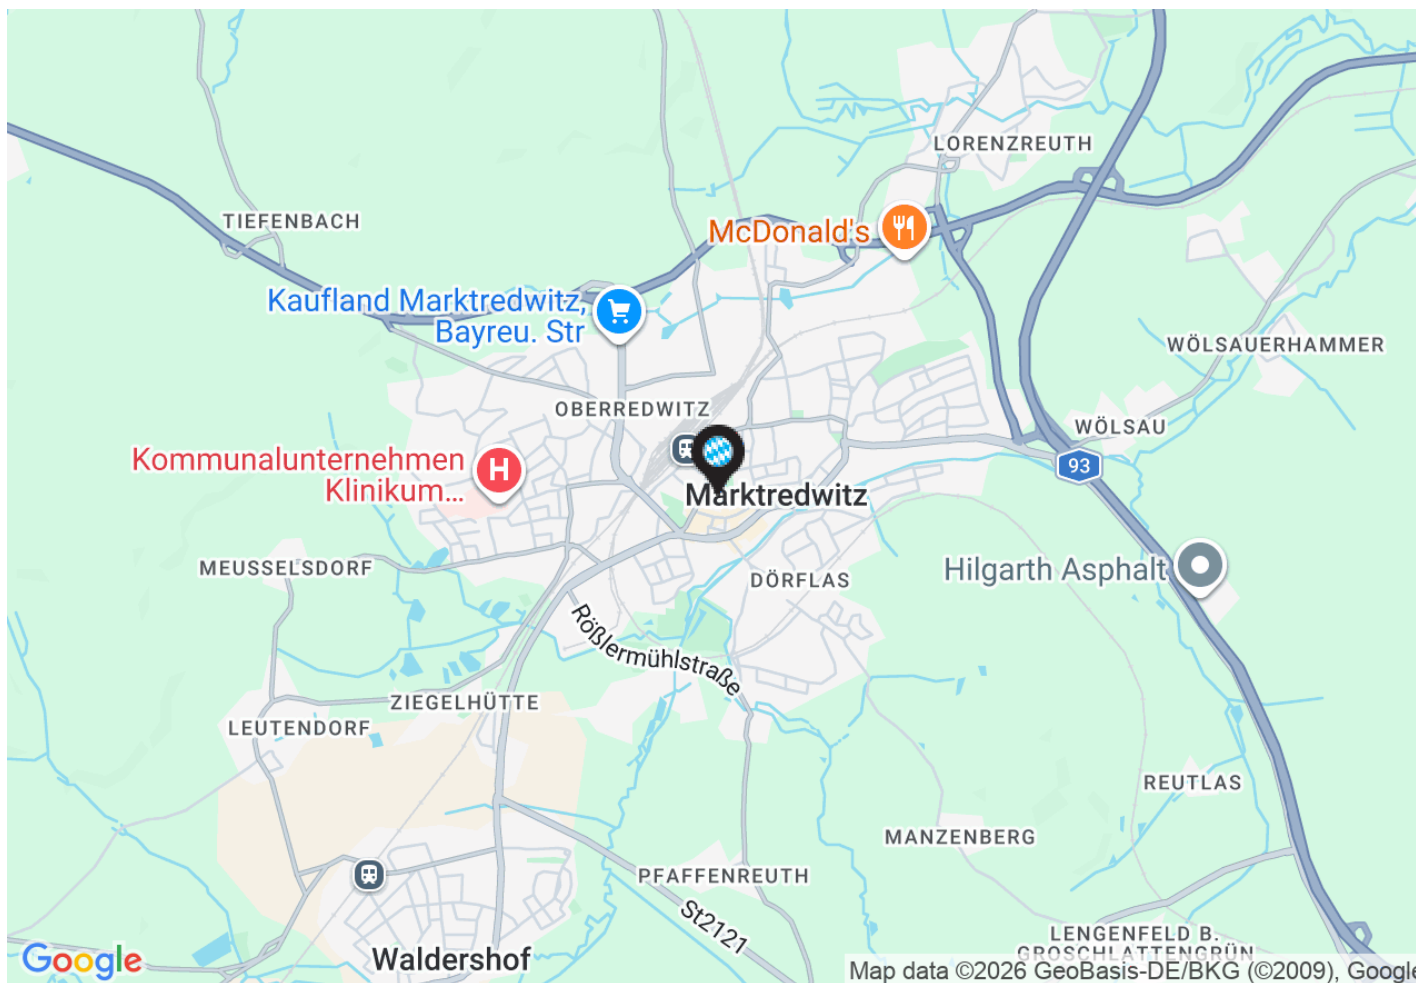 LORENZREUTH
TIEFENBACH
McDonald's
Kaufland Marktredwitz,
Bayreu. Str
WÖLSAUERHAMMER
OBERREDWITZ
WÖLSAU
Kommunalunternehmen
Klinikum...
H
93
Marktredwitz
MEUSSELSDORF
DÖRFLAS
Hilgarth Asphalt
Rößlermühlstraße
ZIEGELHÜTTE
LEUTENDORF
REUTLAS
MANZENBERG
PFAFFENREUTH
St2121
LENGENFELD B.
GROSCHLATTENGRÜN
Waldershof
Google
Map data ©2026 GeoBasis-DE/BKG (©2009), Google